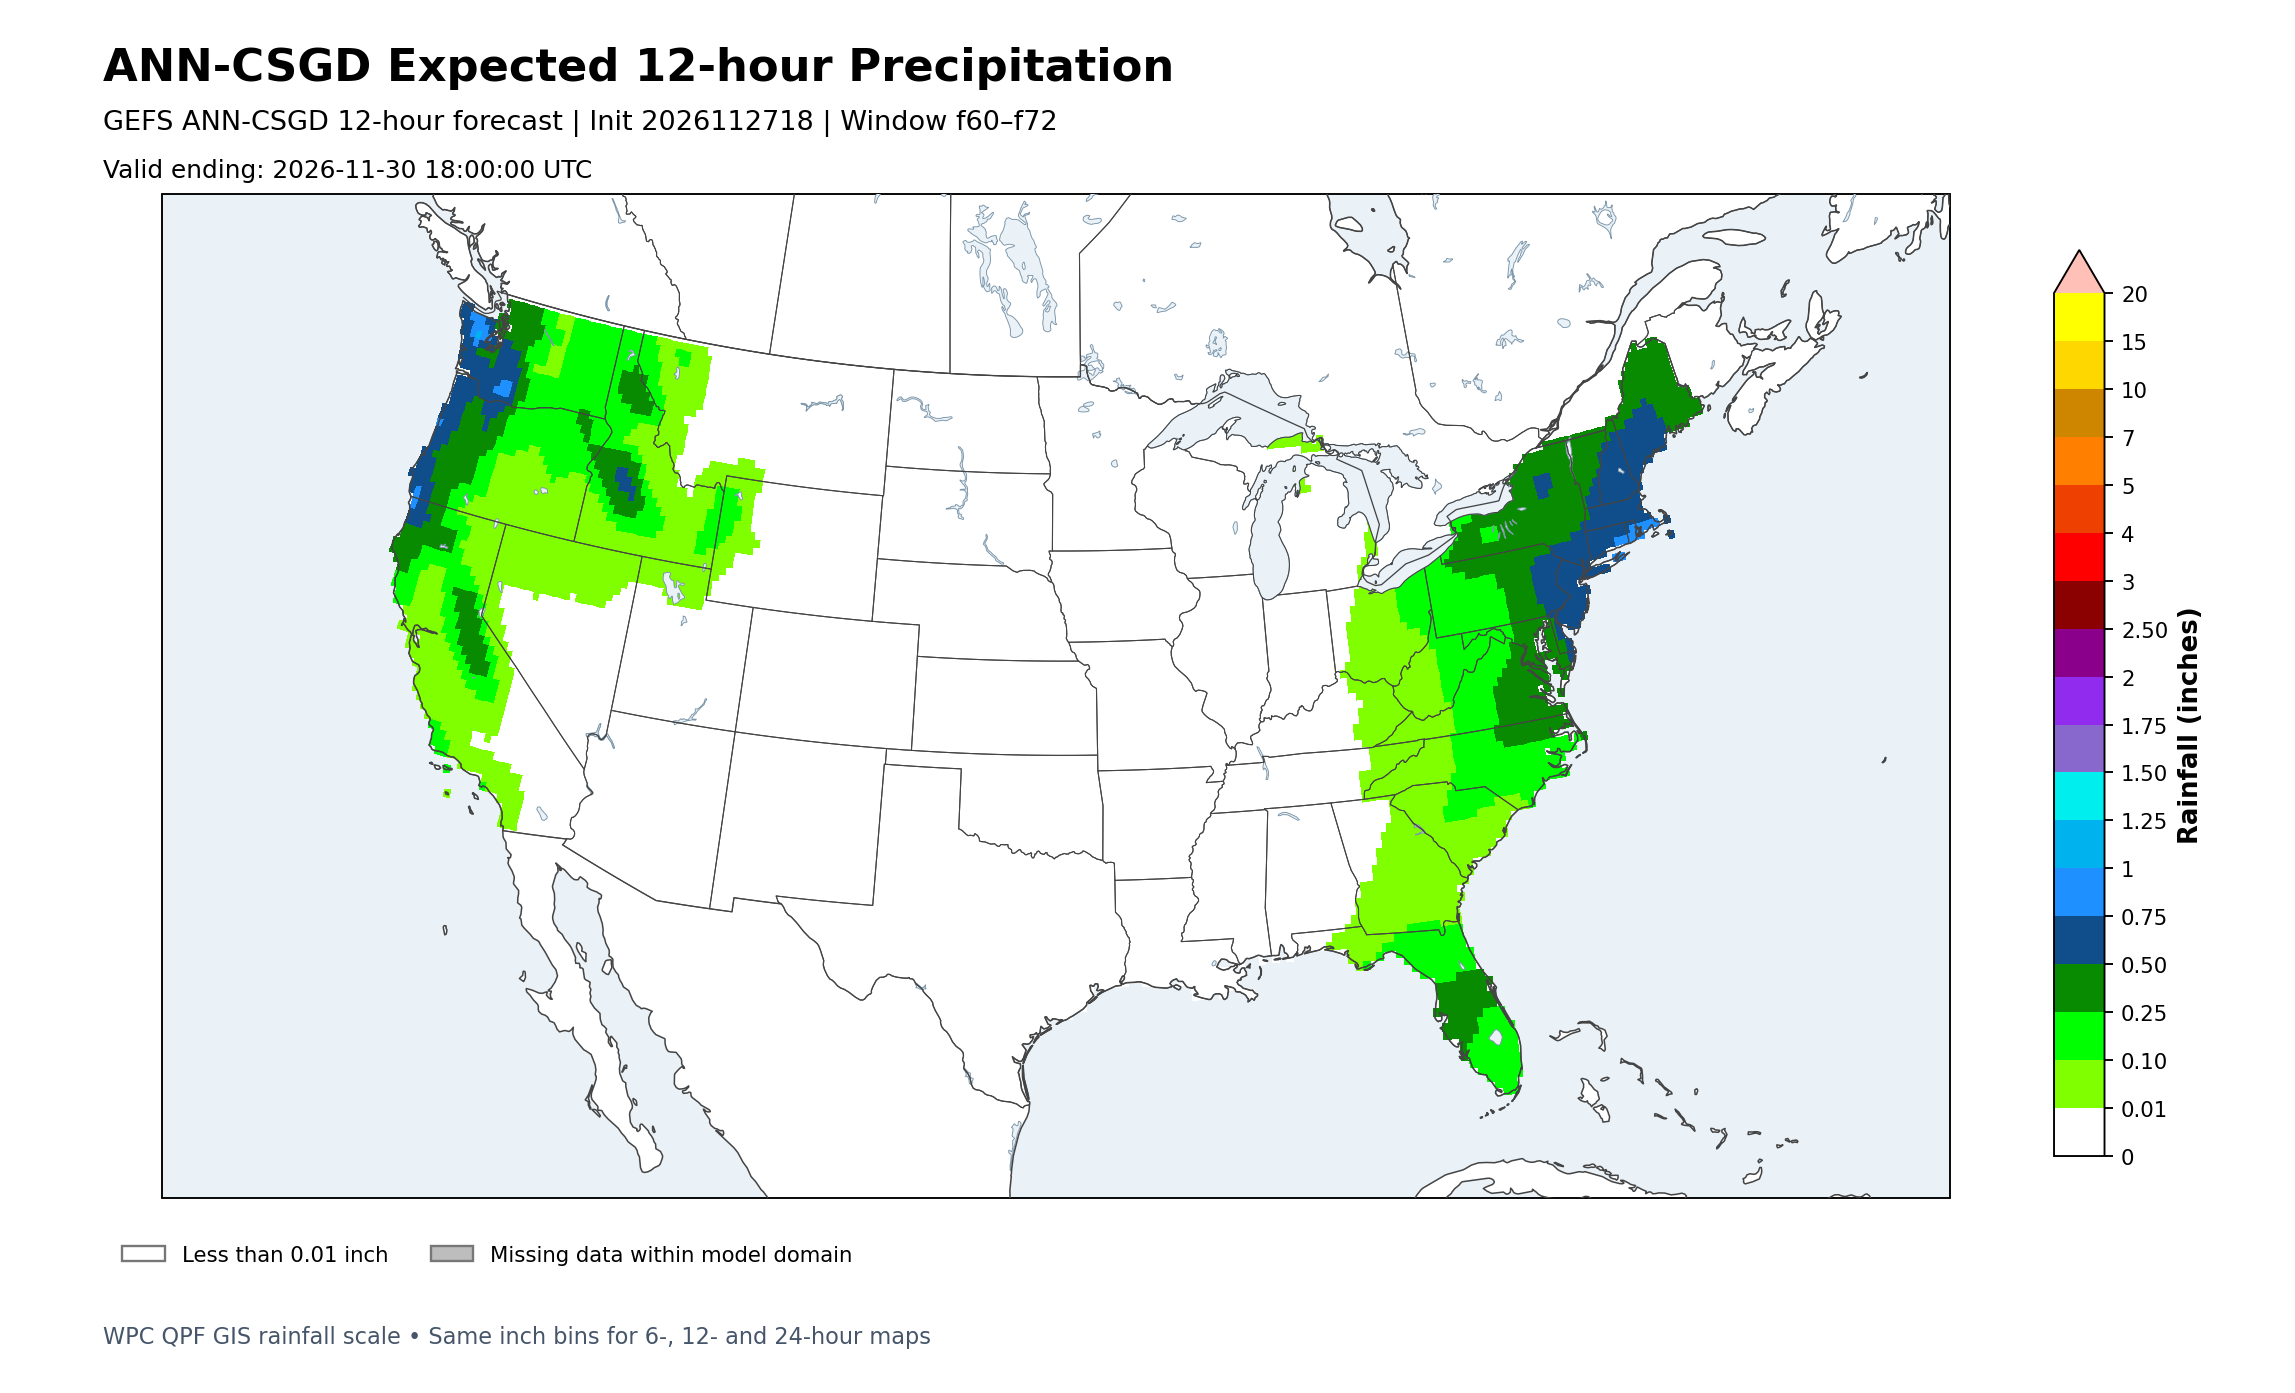 ANN-CSGD Expected 12-hour Precipitation
GEFS ANN-CSGD 12-hour forecast | Init 2026112718 | Window f60–f72
Valid ending: 2026-11-30 18:00:00 UTC
20
15
10
7
5
4
3
2.50
2
1.75
1.50
1.25
1
0.75
0.50
0.25
0.10
0.01
0
Rainfall (inches)
Less than 0.01 inch
Missing data within model domain
WPC QPF GIS rainfall scale • Same inch bins for 6-, 12- and 24-hour maps